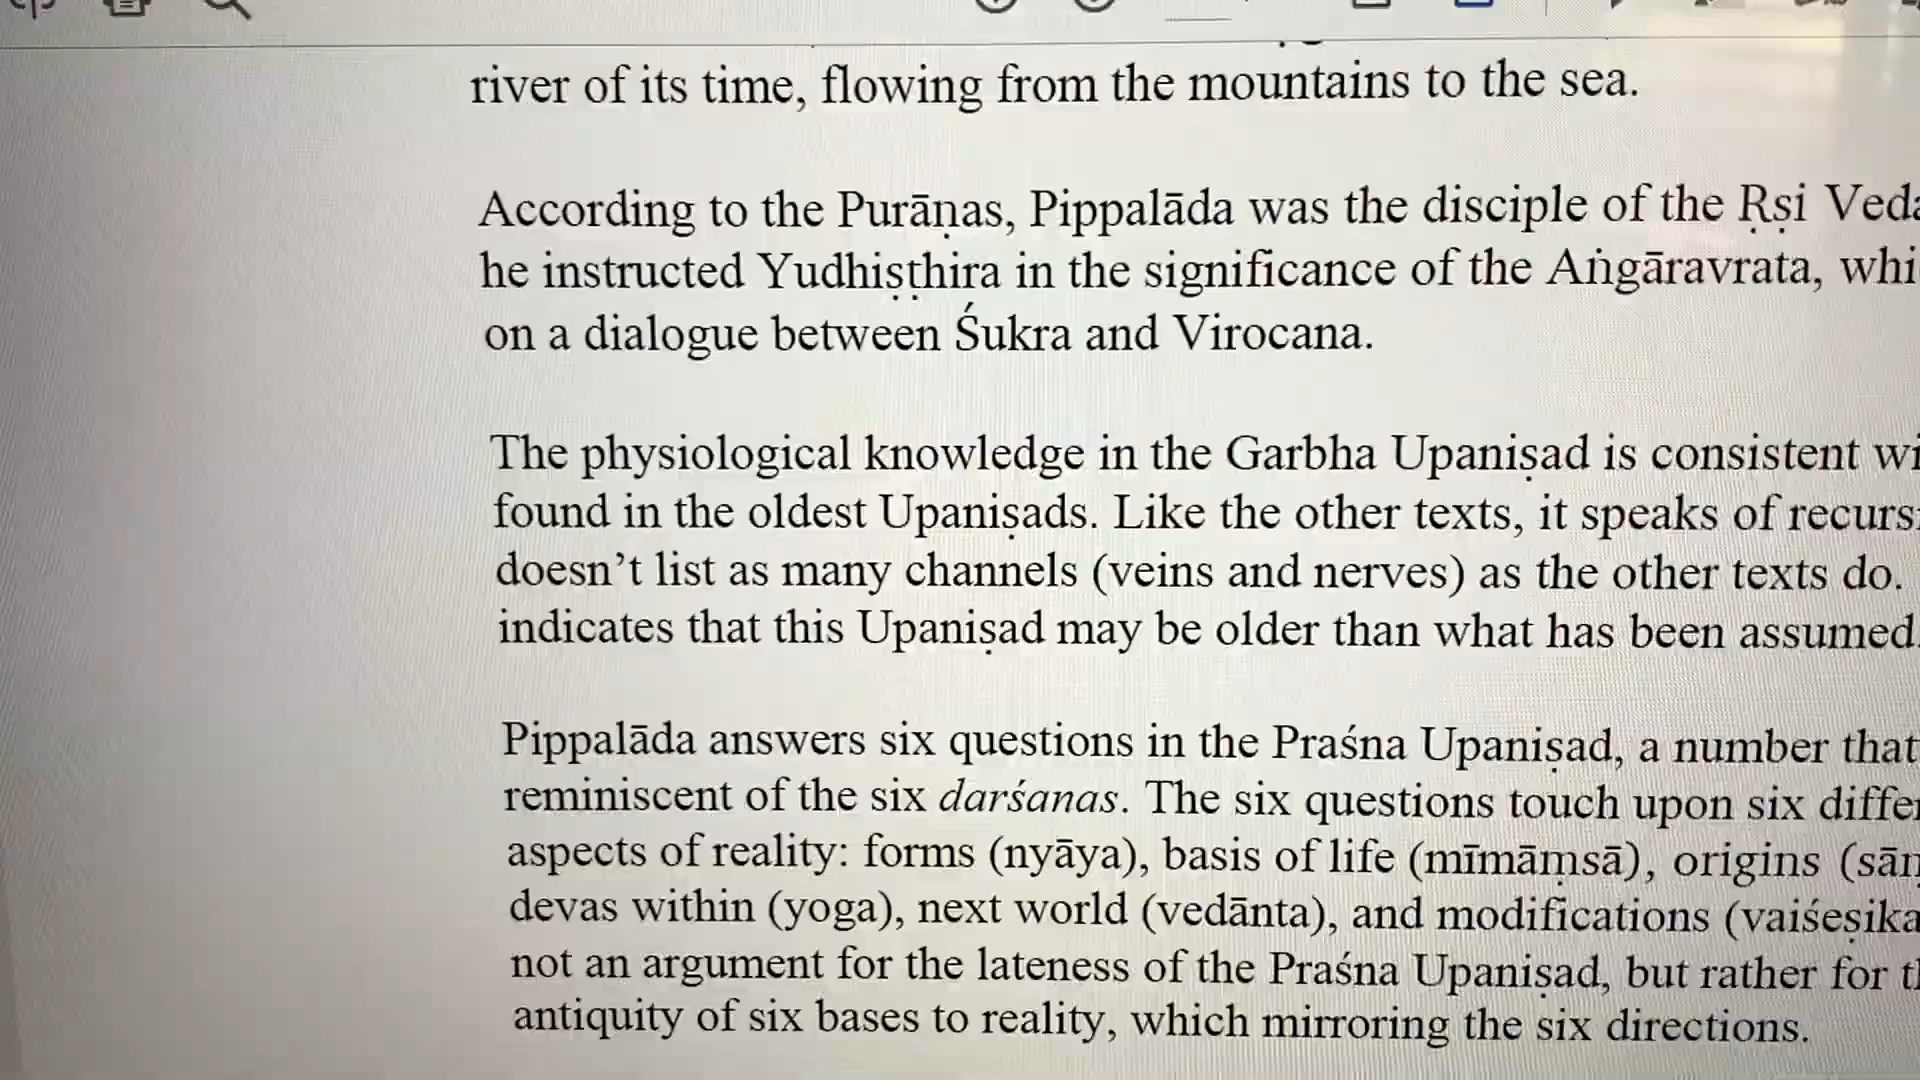 river of its time, flowing from the mountains to the sea.
According to the Purāṇas, Pippalāda was the disciple of the Ṛṣi
he instructed Yudhiṣṭhira in the significance of the Aṅgāravrata,
on a dialogue between Śukra and Virocana.
The physiological knowledge in the Garbha Upaniṣad is consistent
found in the oldest Upaniṣads. Like the other texts, it speaks of
doesn’t list as many channels (veins and nerves) as the other texts do.
indicates that this Upaniṣad may be older than what has been assumed.
Pippalāda answers six questions in the Praśna Upaniṣad, a number that
reminiscent of the six darśanas. The six questions touch upon six
aspects of reality: forms (nyāya), basis of life (mīmāṃsā), origins
devas within (yoga), next world (vedānta), and modifications (vaiśeṣika
not an argument for the lateness of the Praśna Upaniṣad, but rather for
antiquity of six bases to reality, which mirroring the six directions.